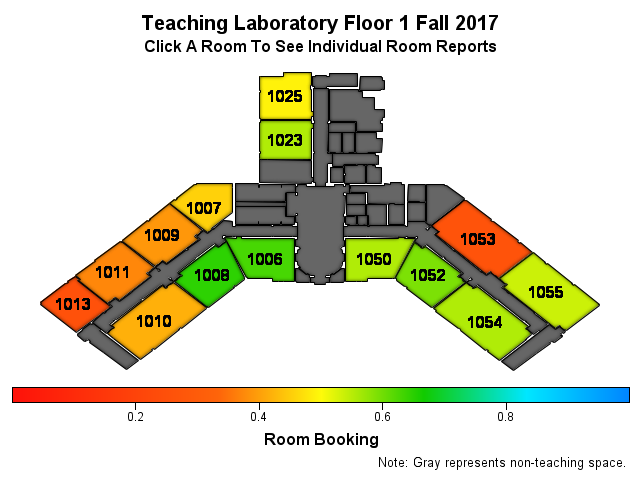 Teaching Laboratory Floor 1 Fall 2017
Click A Room To See Individual Room Reports
1025
1023
1007
1009
1011
1013
1006
1008
1010
1050
1052
1054
1053
1055
0.2 0.4 0.6 0.8
Room Booking
Note: Gray represents non-teaching space.